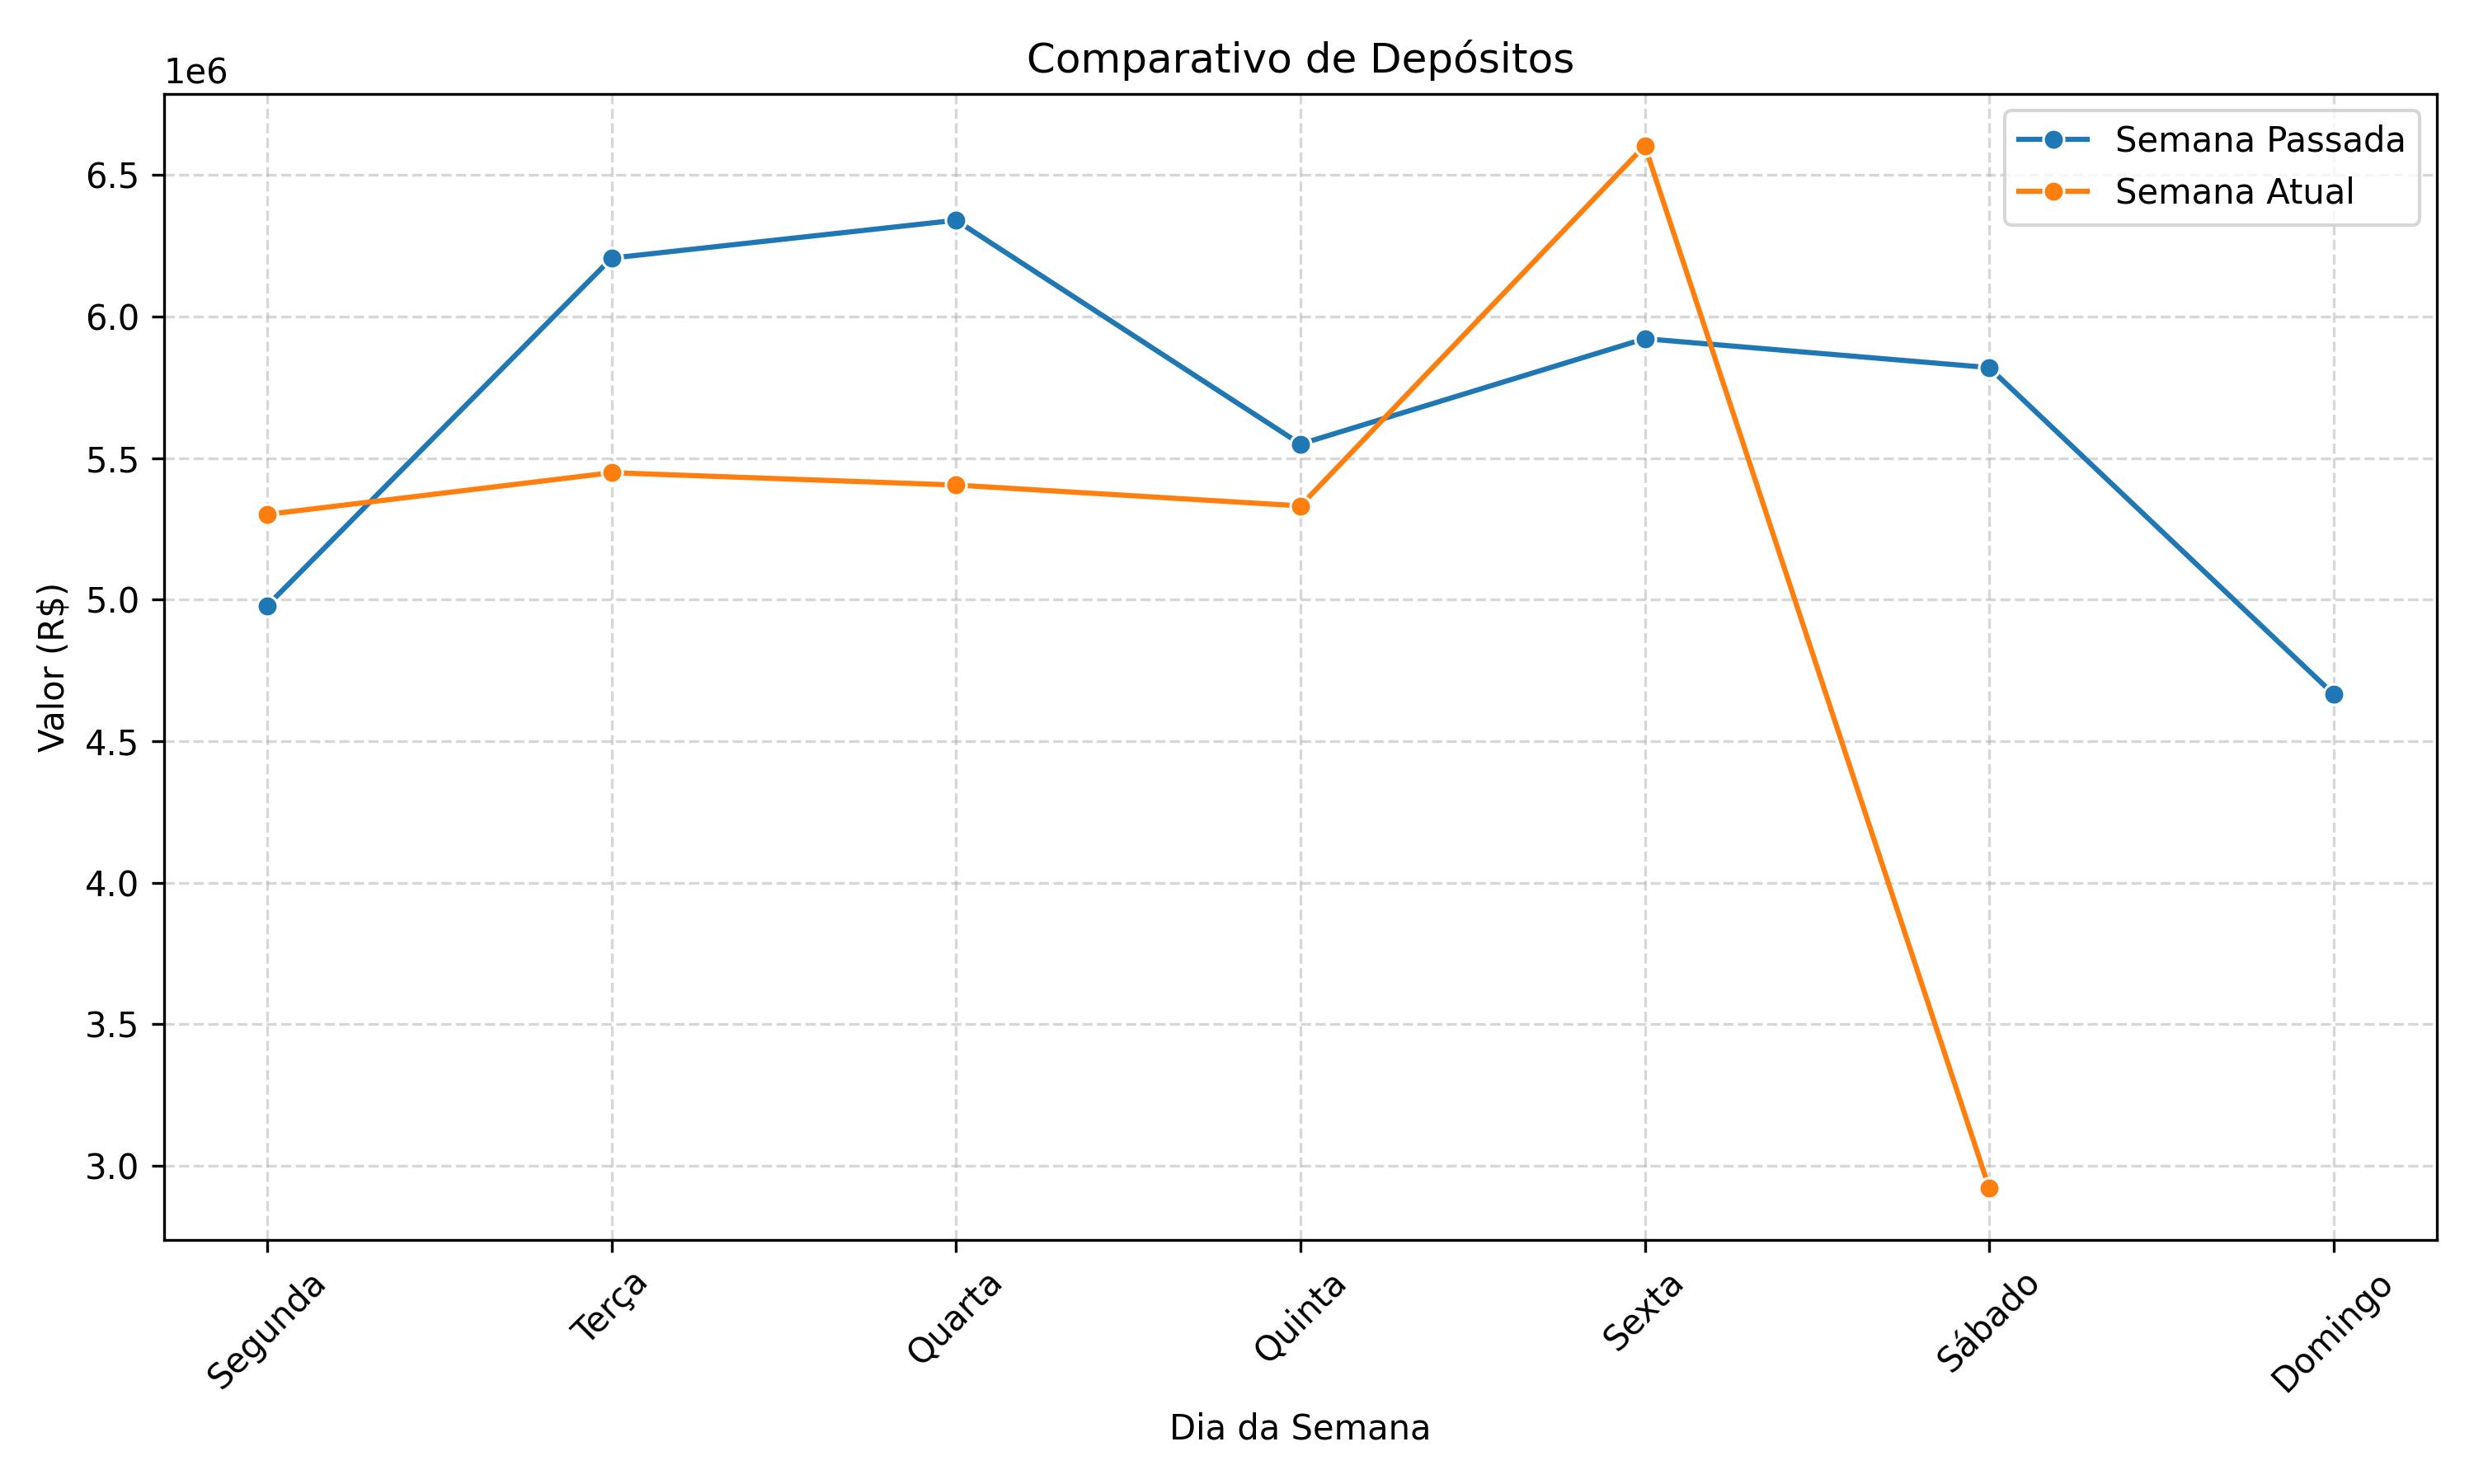 Comparativo de Depósitos
1e6
Semana Passada
Semana Atual
6.5
6.0
5.5
5.0
4.5
4.0
3.5
3.0
Valor (R$)
Segunda
Terça
Quarta
Quinta
Sexta
Sábado
Domingo
Dia da Semana